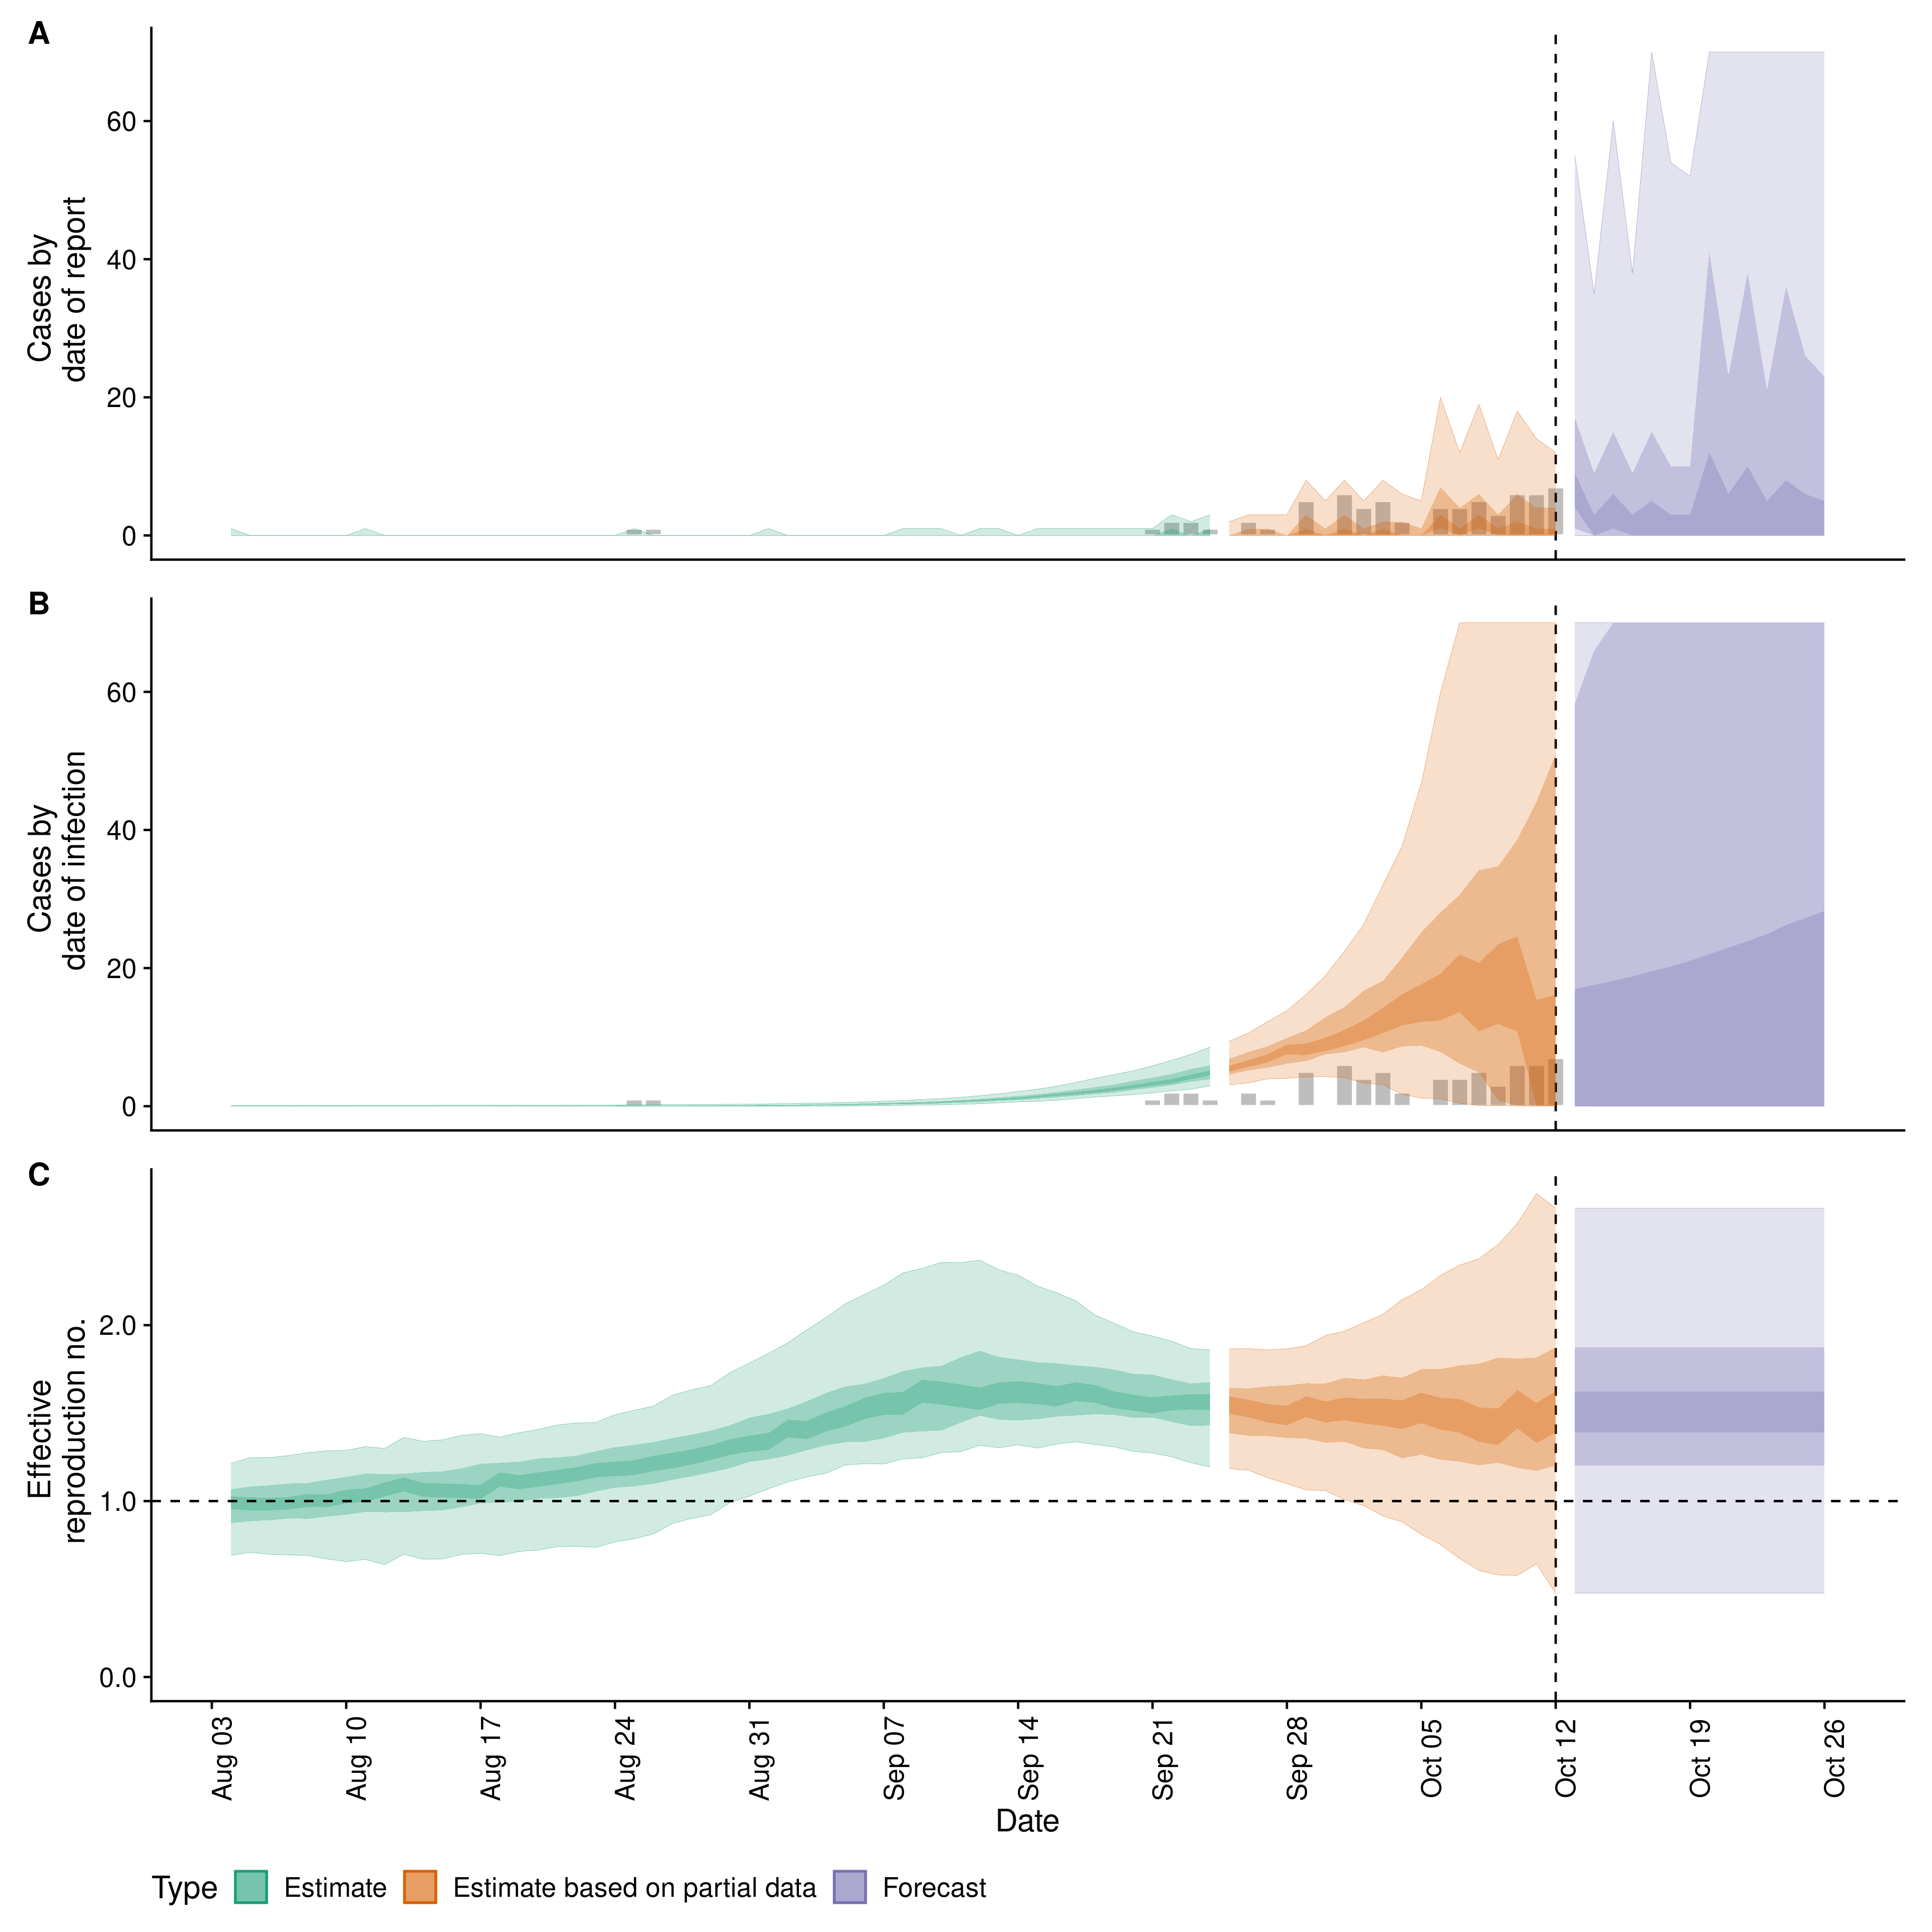 A
Cases by
date of report
60
40
20
0
B
Cases by
date of infection
60
40
20
0
C
Effective
reproduction no.
2.0
1.0
0.0
Aug 03
Aug 10
Aug 17
Aug 24
Aug 31
Sep 07
Sep 14
Sep 21
Sep 28
Oct 05
Oct 12
Oct 19
Oct 26
Date
Type Estimate Estimate based on partial data Forecast